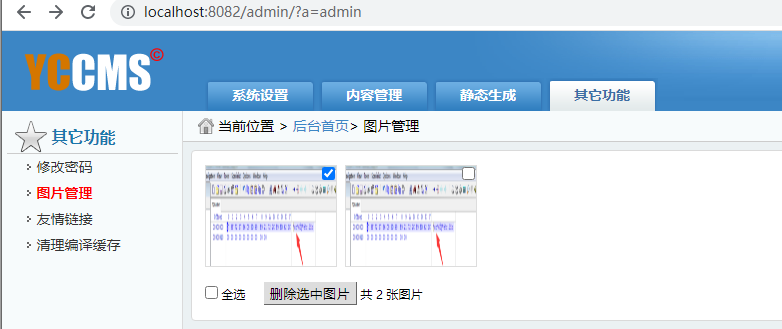 localhost:8082/admin/?a=admin
YCCMS©
系统设置 内容管理 静态生成 其它功能
其它功能
当前位置 > 后台首页> 图片管理
修改密码
图片管理
友情链接
清理编译缓存
全选 删除选中图片 共 2 张图片